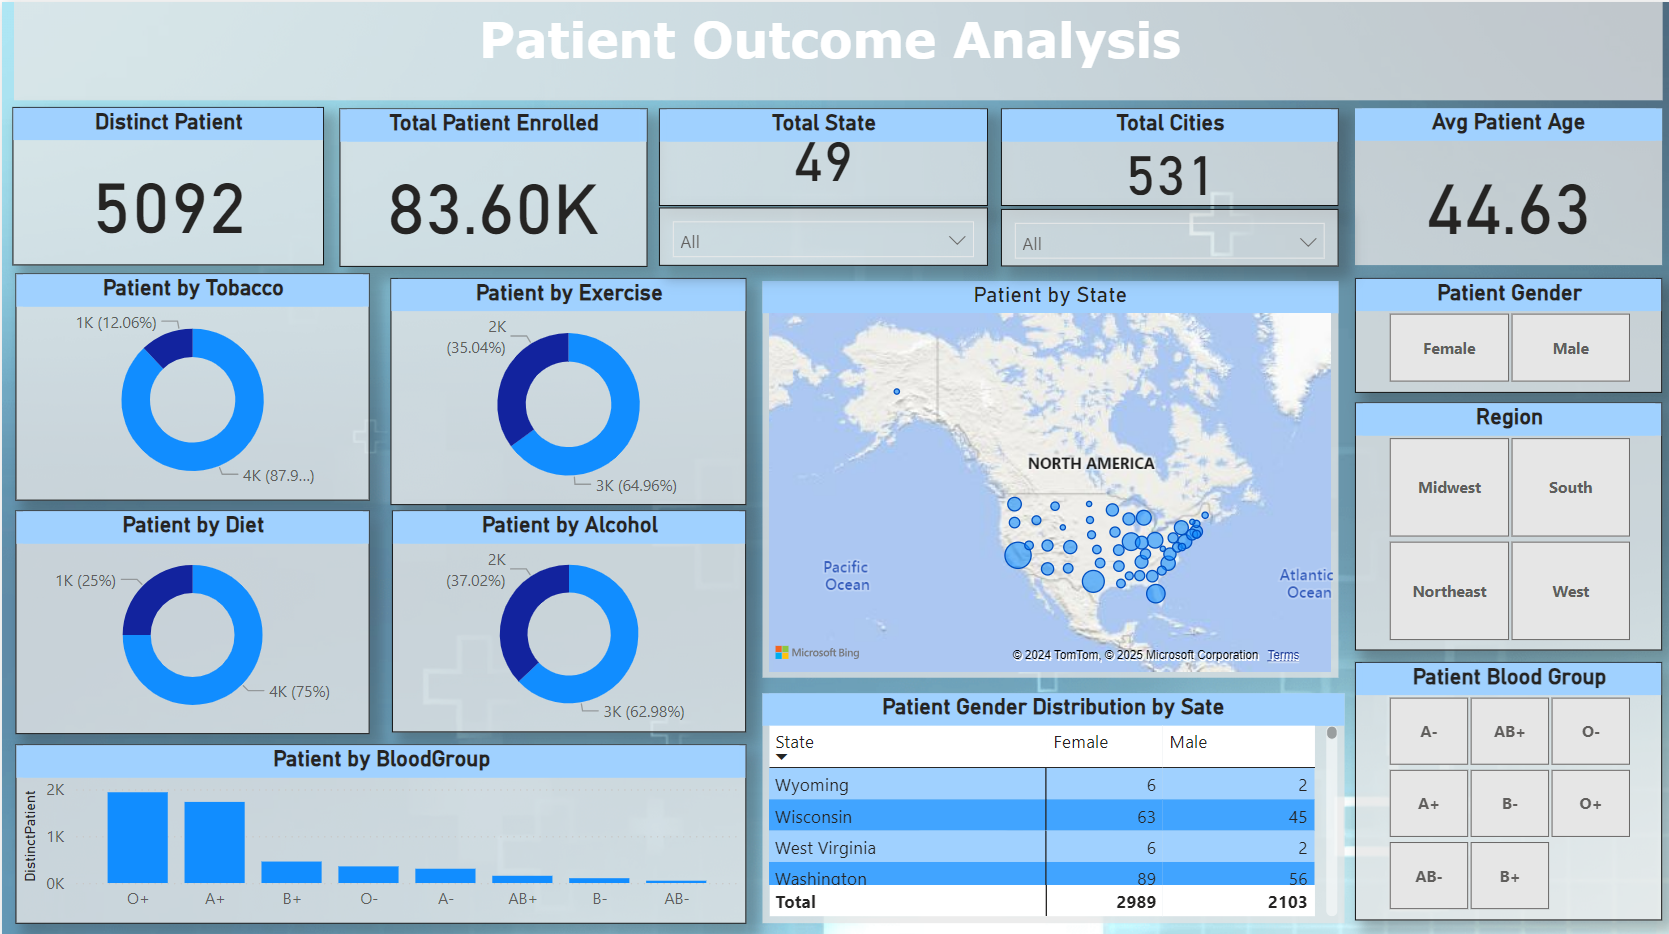 Patient Outcome Analysis
Distinct Patient
5092
Total Patient Enrolled
83.60K
Total State
49
All
Total Cities
531
All
Avg Patient Age
44.63
Patient by Tobacco
1K (12.06%)
4K (87.9...)
Patient by Exercise
2K
(35.04%)
3K (64.96%)
Patient by Diet
1K (25%)
4K (75%)
Patient by Alcohol
2K
(37.02%)
3K (62.98%)
Patient by BloodGroup
DistinctPatient
2K
1K
0K
O+ A+ B+ O- A- AB+ B- AB-
Patient by State
NORTH AMERICA
Pacific
Ocean
Atlantic
Ocean
Microsoft Bing
© 2024 TomTom, © 2025 Microsoft Corporation Terms
Patient Gender Distribution by Sate
State Female Male
Wyoming 6 2
Wisconsin 63 45
West Virginia 6 2
Washington 89 56
Total 2989 2103
Patient Gender
Female Male
Region
Midwest South
Northeast West
Patient Blood Group
A- AB+ O-
A+ B- O+
AB- B+